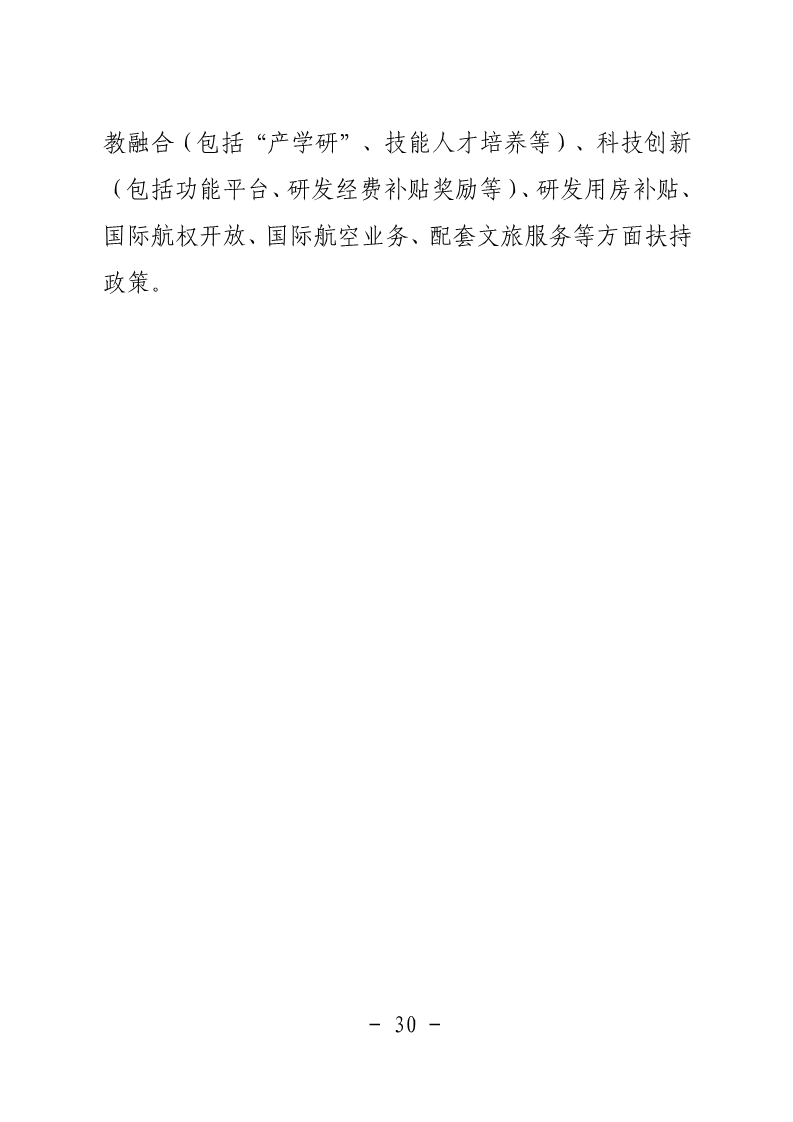 教融合（包括“产学研”、技能人才培养等）、科技创新
（包括功能平台、研发经费补贴奖励等）、研发用房补贴、
国际航权开放、国际航空业务、配套文旅服务等方面扶持
政策。
- 30 -